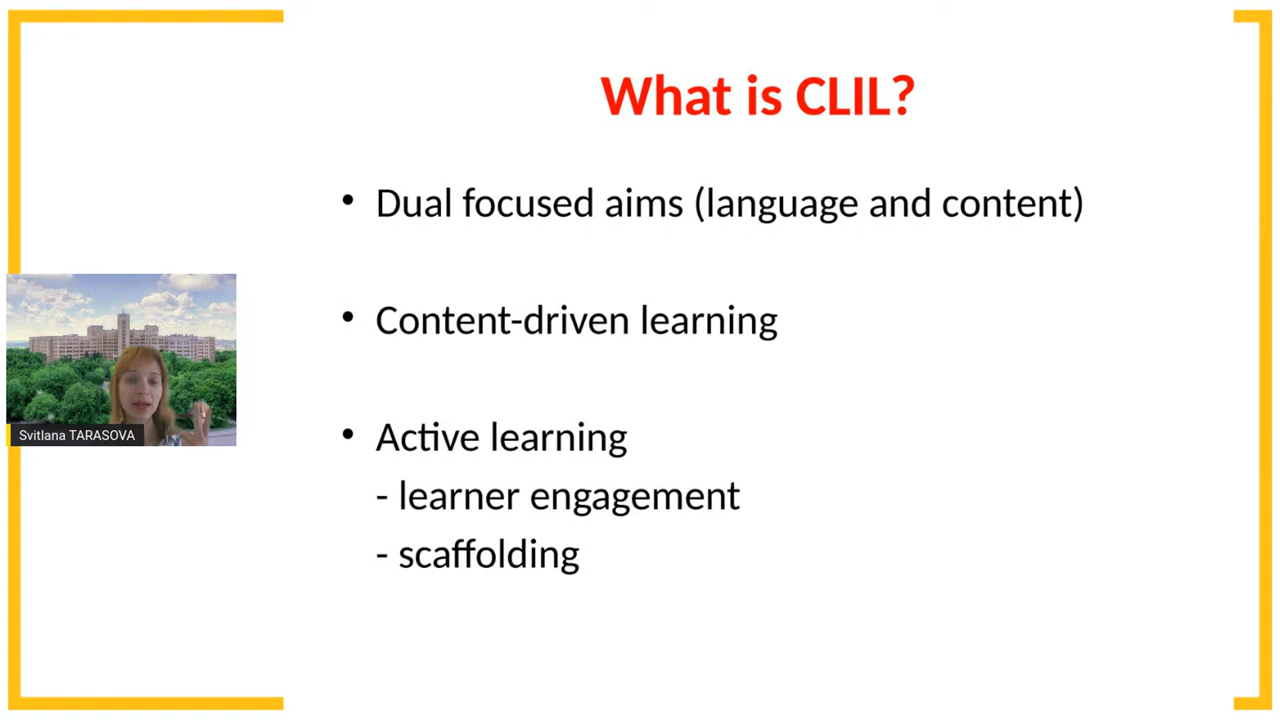 What is CLIL?
• Dual focused aims (language and content)
• Content-driven learning
• Active learning
- learner engagement
- scaffolding
Svitlana TARASOVA